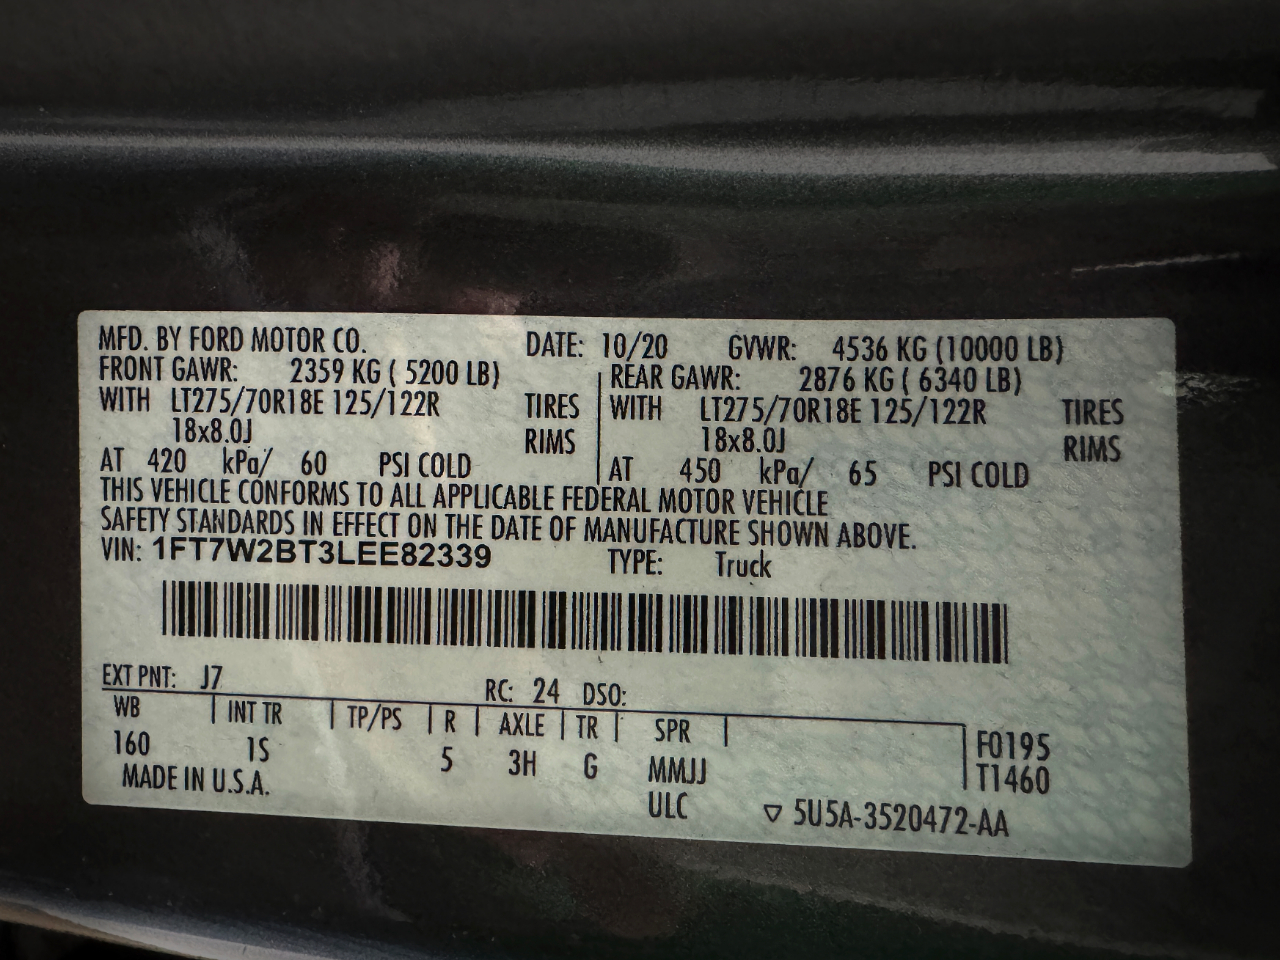 MFD. BY FORD MOTOR CO. DATE: 10/20 GVWR: 4536 KG (10000 LB)
FRONT GAWR: 2359 KG ( 5200 LB) REAR GAWR: 2876 KG ( 6340 LB)
WITH LT275/70R18E 125/122R TIRES WITH LT275/70R18E 125/122R TIRES
18x8.0J RIMS 18x8.0J RIMS
AT 420 kPa/ 60 PSI COLD AT 450 kPa/ 65 PSI COLD
THIS VEHICLE CONFORMS TO ALL APPLICABLE FEDERAL MOTOR VEHICLE
SAFETY STANDARDS IN EFFECT ON THE DATE OF MANUFACTURE SHOWN ABOVE.
VIN: 1FT7W2BT3LEE82339 TYPE: Truck
EXT PNT: J7 RC: 24 DSO:
WB INT TR TP/PS R AXLE TR SPR F0195
160 1S 5 3H G MMJJ T1460
MADE IN U.S.A. ULC ▽ 5U5A-3520472-AA